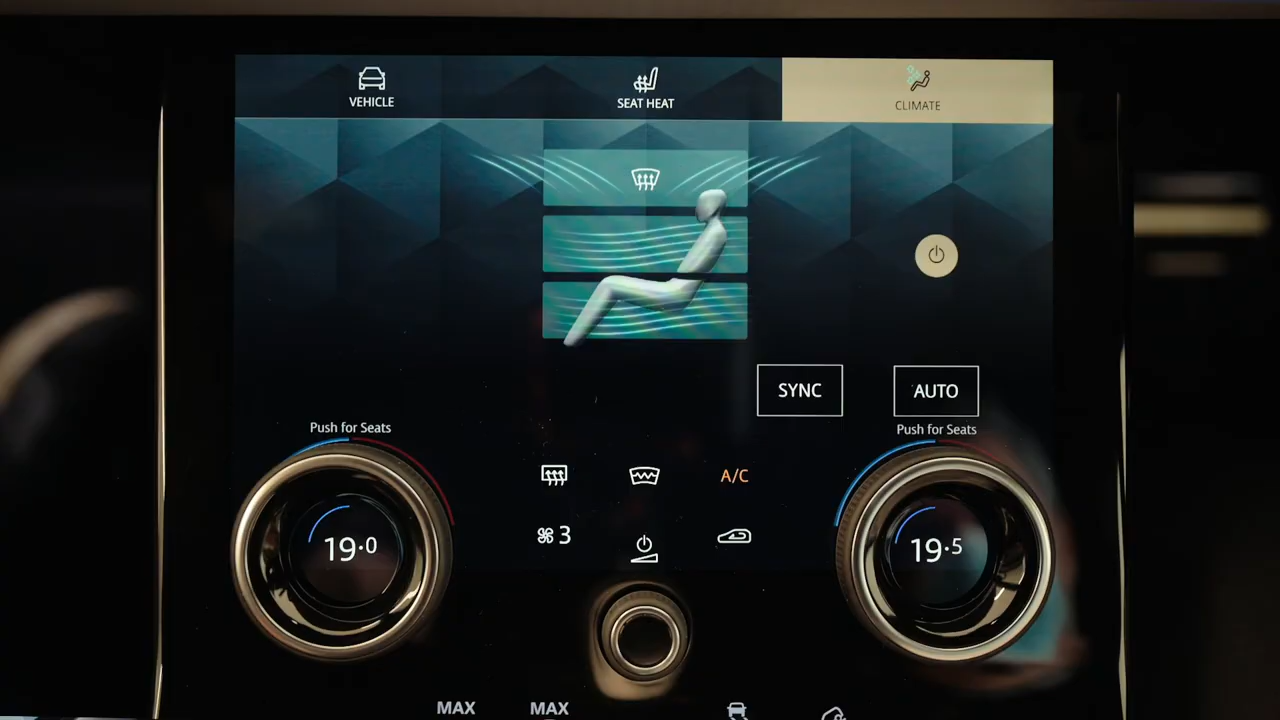 VEHICLE
SEAT HEAT
CLIMATE
SYNC
AUTO
Push for Seats
Push for Seats
A/C
3
19.0
19.5
MAX
MAX